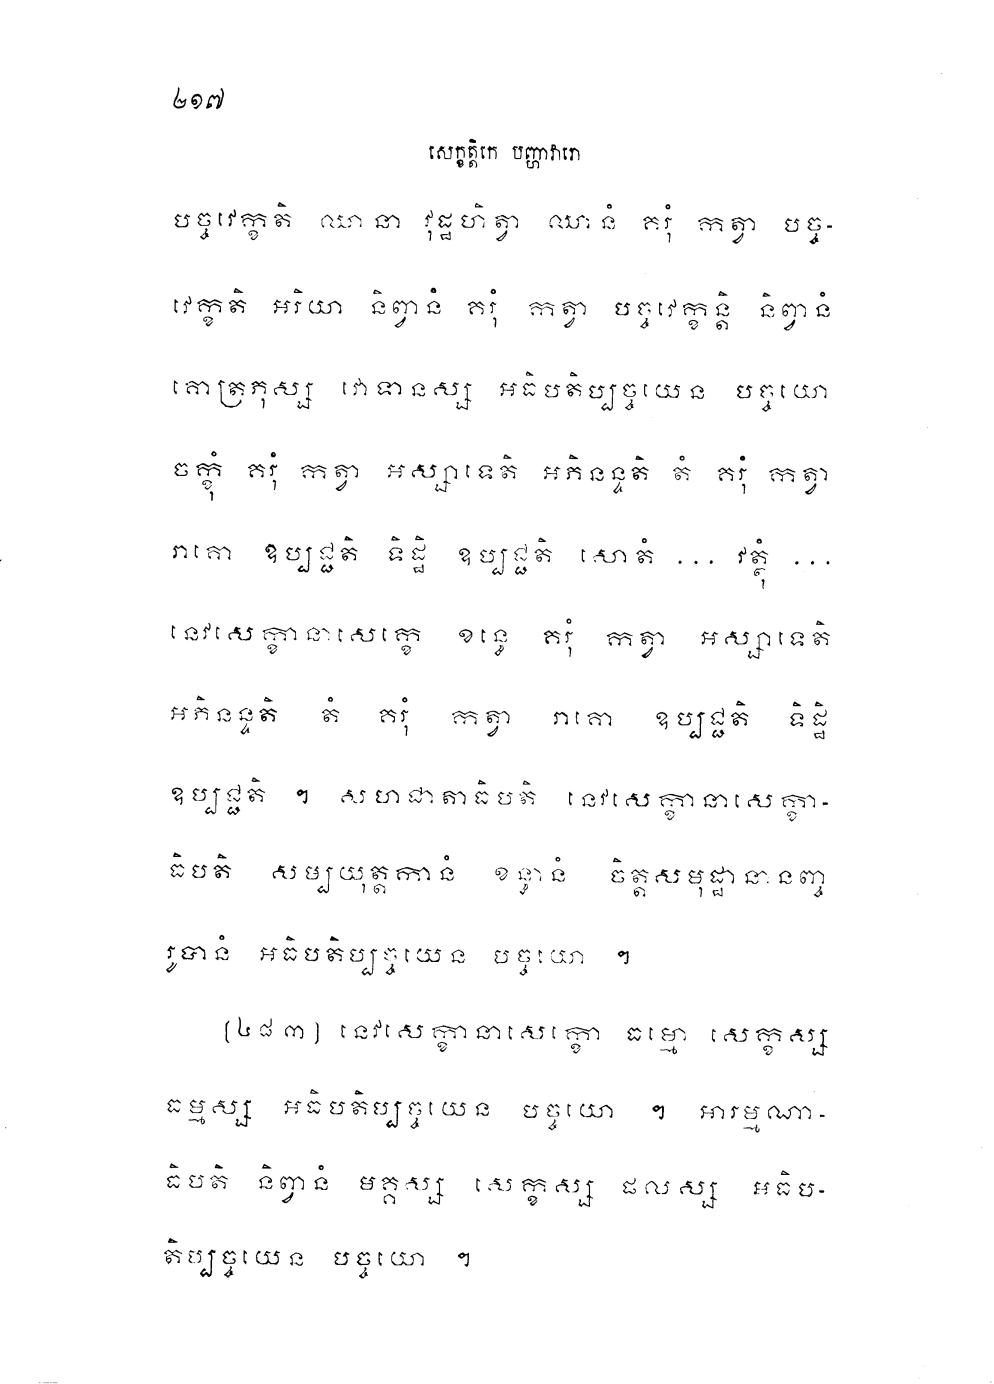 ២១៧
សេក្ខត្តិកេ បញ្ហាវារោ
បច្ចវេក្ខតិ ឈានា វុដ្ឋហិត្វា ឈានំ គរុំ កត្វា បច្ច-
វេក្ខតិ អរិយា និព្វានំ គរុំ កត្វា បច្ចវេក្ខន្តិ និព្វានំ
គោត្រភុស្ស វោទានស្ស អធិបតិប្បច្ចយេន បច្ចយោ
ចក្ខុំ គរុំ កត្វា អស្សាទេតិ អភិនន្ទតិ តំ គរុំ កត្វា
រាគោ ឧប្បជ្ជតិ ទិដ្ឋិ ឧប្បជ្ជតិ សោតំ ... វត្ថុំ ...
នេវសេក្ខានាសេក្ខេ ខន្ធេ គរុំ កត្វា អស្សាទេតិ
អភិនន្ទតិ តំ គរុំ កត្វា រាគោ ឧប្បជ្ជតិ ទិដ្ឋិ
ឧប្បជ្ជតិ ។ សហជាតាធិបតិ នេវសេក្ខានាសេក្ខា-
ធិបតិ សម្បយុត្តកានំ ខន្ធានំ ចិត្តសមុដ្ឋានានញ្ច
រូបានំ អធិបតិប្បច្ចយេន បច្ចយោ ។
(៤៨៣) នេវសេក្ខានាសេក្ខោ ធម្មោ សេក្ខស្ស
ធម្មស្ស អធិបតិប្បច្ចយេន បច្ចយោ ។ អារម្មណា-
ធិបតិ និព្វានំ មគ្គស្ស សេក្ខស្ស ផលស្ស អធិប-
តិប្បច្ចយេន បច្ចយោ ។